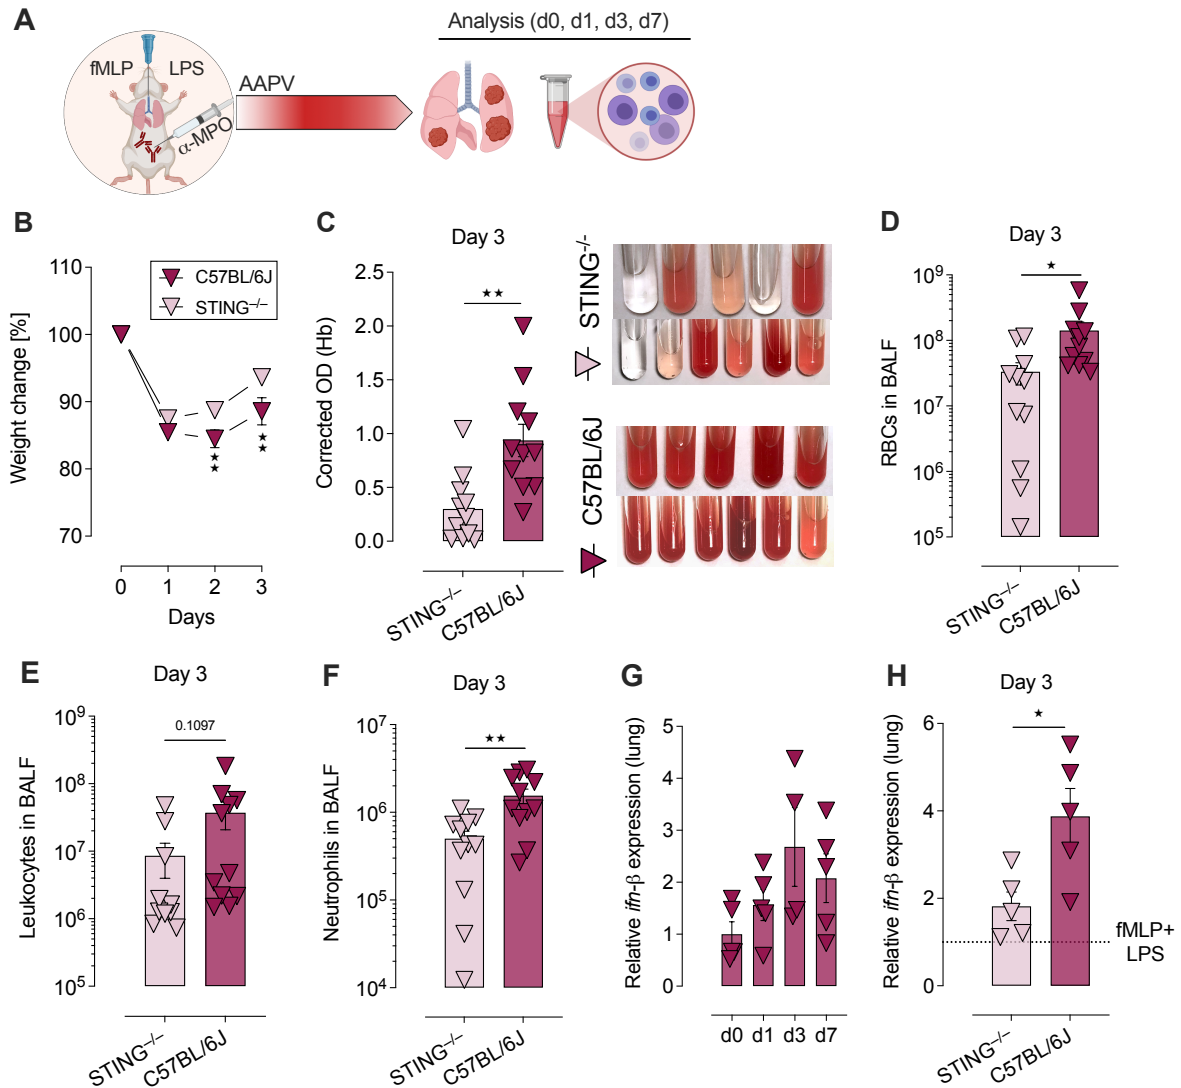 A
Analysis (d0, d1, d3, d7)
fMLP LPS
AAPV
α-MPO
B
110
100
90
80
70
Weight change [%]
C57BL/6J
STING–/–
★
★
★
★
0 1 2 3
Days
C
Day 3
2.5
2.0
1.5
1.0
0.5
0.0
Corrected OD (Hb)
★★
STING–/–
C57BL/6J
STING-/-
C57BL/6J
D
Day 3
10⁹
10⁸
10⁷
10⁶
10⁵
RBCs in BALF
★
STING–/–
C57BL/6J
E
Day 3
10⁹
10⁸
10⁷
10⁶
10⁵
Leukocytes in BALF
0.1097
STING–/–
C57BL/6J
F
Day 3
10⁷
10⁶
10⁵
10⁴
Neutrophils in BALF
★★
STING–/–
C57BL/6J
G
5
4
3
2
1
0
Relative ifn-β expression (lung)
d0 d1 d3 d7
H
Day 3
6
4
2
0
Relative ifn-β expression (lung)
★
fMLP+
LPS
STING–/–
C57BL/6J